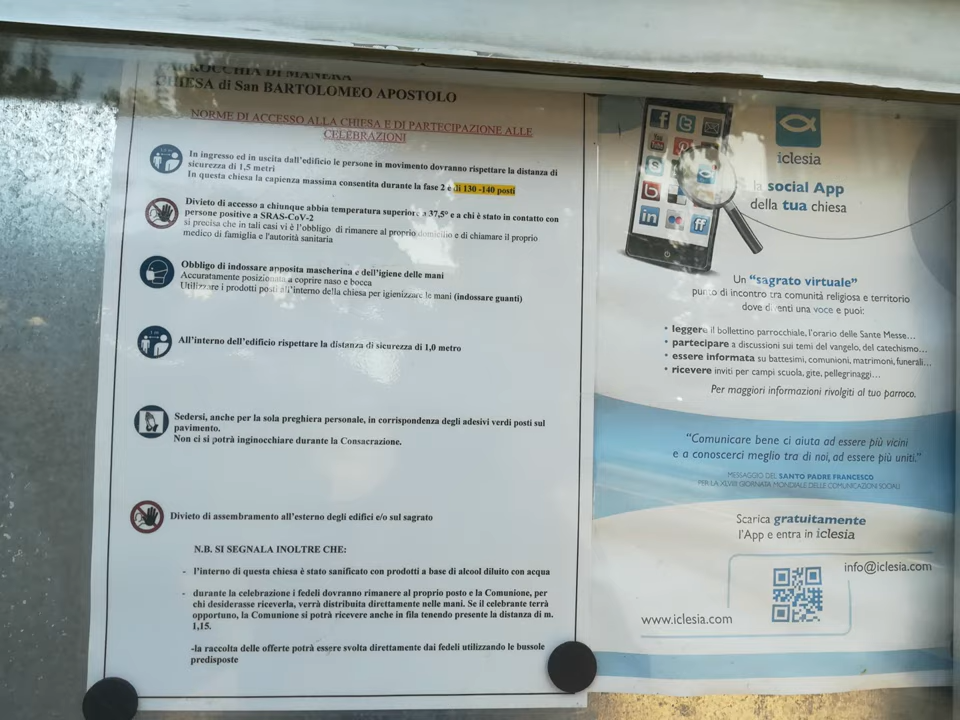 PARROCCHIA DI MANERA
CHIESA di San BARTOLOMEO APOSTOLO
NORME DI ACCESSO ALLA CHIESA E DI PARTECIPAZIONE ALLE
CELEBRAZIONI
In ingresso ed in uscita dall'edificio le persone in movimento dovranno rispettare la distanza di
sicurezza di 1,5 metri
In questa chiesa la capienza massima consentita durante la fase 2 è di 130 -140 posti
Divieto di accesso a chiunque abbia temperatura superiore a 37,5° e a chi è stato in contatto con
persone positive a SRAS-CoV-2
si precisa che in tali casi vi è l'obbligo di rimanere al proprio domicilio e di chiamare il proprio
medico di famiglia e l'autorità sanitaria
Obbligo di indossare apposita mascherina e dell'igiene delle mani
Accuratamente posizionata a coprire naso e bocca
Utilizzare i prodotti posti all'interno della chiesa per igienizzare le mani (indossare guanti)
All'interno dell'edificio rispettare la distanza di sicurezza di 1,0 metro
Sedersi, anche per la sola preghiera personale, in corrispondenza degli adesivi verdi posti sul
pavimento.
Non ci si potrà inginocchiare durante la Consacrazione.
Divieto di assembramento all'esterno degli edifici e/o sul sagrato
N.B. SI SEGNALA INOLTRE CHE:
- l'interno di questa chiesa è stato sanificato con prodotti a base di alcool diluito con acqua
- durante la celebrazione i fedeli dovranno rimanere al proprio posto e la Comunione, per
chi desiderasse riceverla, verrà distribuita direttamente nelle mani. Se il celebrante terrà
opportuno, la Comunione si potrà ricevere anche in fila tenendo presente la distanza di m.
1,15.
-la raccolta delle offerte potrà essere svolta direttamente dai fedeli utilizzando le bussole
predisposte
iclesia
la social App
della tua chiesa
Un "sagrato virtuale"
punto di incontro tra comunità religiosa e territorio
dove diventi una voce e puoi:
• leggere il bollettino parrocchiale, l'orario delle Sante Messe...
• partecipare a discussioni sui temi del vangelo, del catechismo...
• essere informata su battesimi, comunioni, matrimoni, funerali...
• ricevere inviti per campi scuola, gite, pellegrinaggi...
Per maggiori informazioni rivolgiti al tuo parroco.
"Comunicare bene ci aiuta ad essere più vicini
e a conoscerci meglio tra di noi, ad essere più uniti."
MESSAGGIO DEL SANTO PADRE FRANCESCO
PER LA XLVIII GIORNATA MONDIALE DELLE COMUNICAZIONI SOCIALI
Scarica gratuitamente
l'App e entra in iclesia
info@iclesia.com
www.iclesia.com